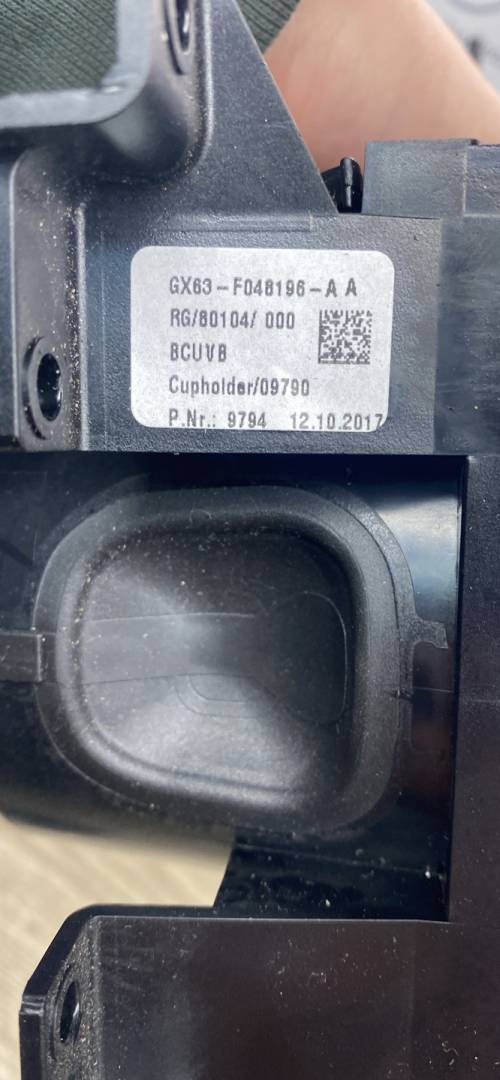 GX63-F048196-AA
RG/80104/ 000
BCUVB
Cupholder/09790
P.Nr.: 9794 12.10.2017